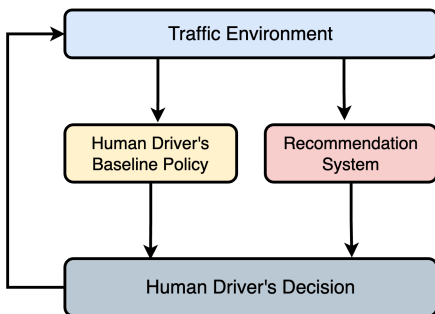 Traffic Environment
Human Driver's
Baseline Policy
Recommendation
System
Human Driver's Decision